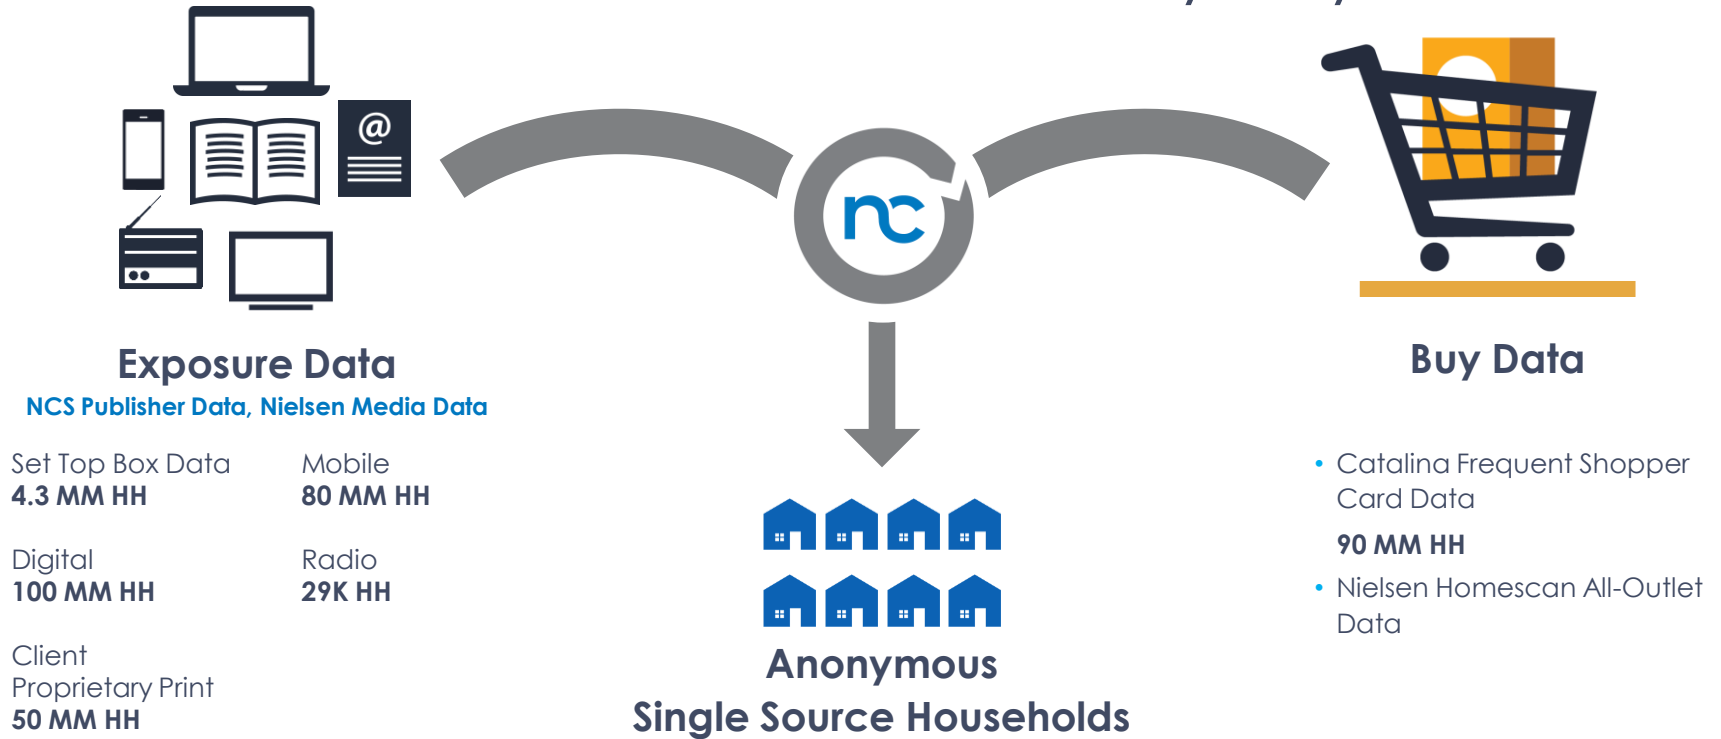 @
nc
Exposure Data
NCS Publisher Data, Nielsen Media Data
Set Top Box Data
4.3 MM HH
Mobile
80 MM HH
Digital
100 MM HH
Radio
29K HH
Client
Proprietary Print
50 MM HH
Anonymous
Single Source Households
Buy Data
• Catalina Frequent Shopper
Card Data
90 MM HH
• Nielsen Homescan All-Outlet
Data